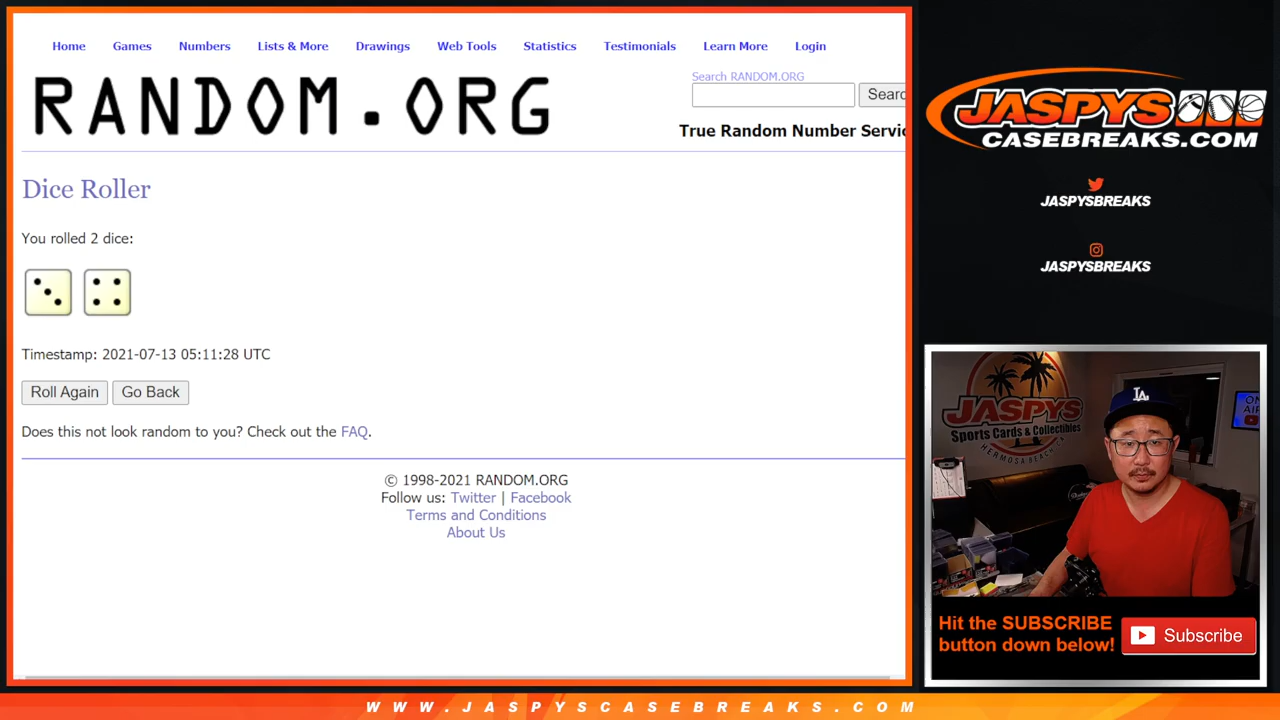 Home Games Numbers Lists & More Drawings Web Tools Statistics Testimonials Learn More Login
RANDOM.ORG
Search RANDOM.ORG
Searc
True Random Number Servic
Dice Roller
You rolled 2 dice:
Timestamp: 2021-07-13 05:11:28 UTC
Roll Again Go Back
Does this not look random to you? Check out the FAQ.
© 1998-2021 RANDOM.ORG
Follow us: Twitter | Facebook
Terms and Conditions
About Us
JASPYS
CASEBREAKS.COM
JASPYSBREAKS
JASPYSBREAKS
JASPYS
Sports Cards & Collectibles
HERMOSA BEACH, CA
LA
ON
AIR
Hit the SUBSCRIBE
button down below!
Subscribe
WWW.JASPYSCASEBREAKS.COM